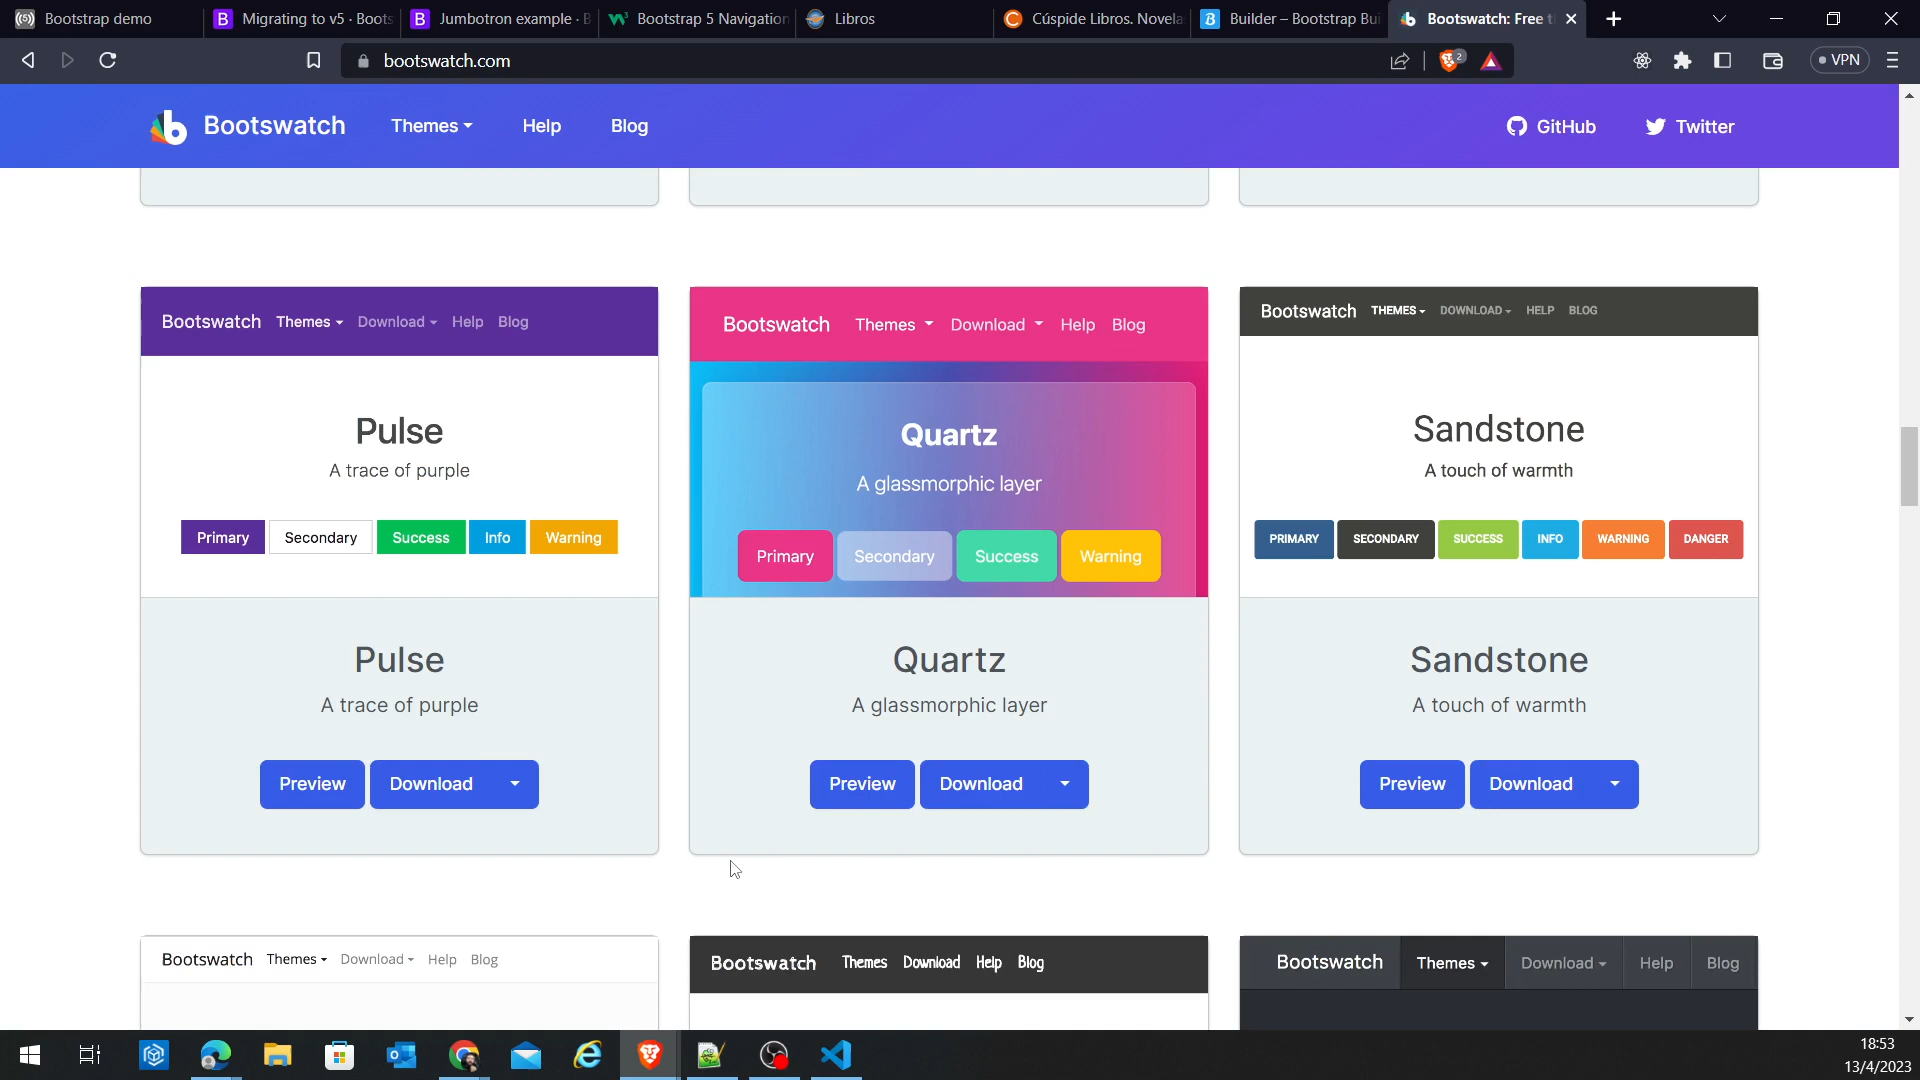 Bootstrap demo
Migrating to v5 · Boots
Jumbotron example · B
Bootstrap 5 Navigation
Libros
Cúspide Libros. Novela
Builder – Bootstrap Bui
Bootswatch: Free t
bootswatch.com
2
VPN
Bootswatch
Themes
Help
Blog
GitHub
Twitter
Bootswatch Themes Download Help Blog
Pulse
A trace of purple
Primary Secondary Success Info Warning
Pulse
A trace of purple
Preview Download
Bootswatch Themes Download Help Blog
Quartz
A glassmorphic layer
Primary Secondary Success Warning
Quartz
A glassmorphic layer
Preview Download
Bootswatch THEMES DOWNLOAD HELP BLOG
Sandstone
A touch of warmth
PRIMARY SECONDARY SUCCESS INFO WARNING DANGER
Sandstone
A touch of warmth
Preview Download
Bootswatch Themes Download Help Blog
Bootswatch Themes Download Help Blog
Bootswatch Themes Download Help Blog
18:53
13/4/2023